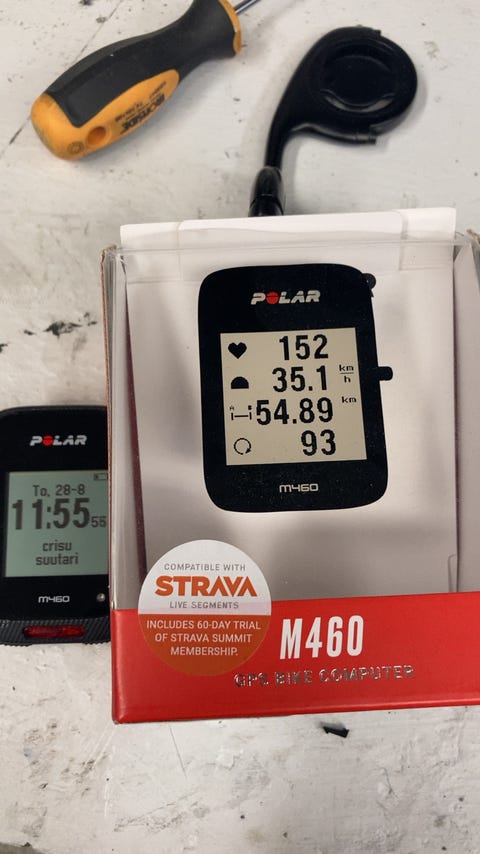 POLAR
152
35.1 km/h
A 54.89 km
93
M460
COMPATIBLE WITH
STRAVA
LIVE SEGMENTS
INCLUDES 60-DAY TRIAL
OF STRAVA SUMMIT
MEMBERSHIP.
M460
GPS BIKE COMPUTER
POLAR
To, 28-8
11:55 55
crisu
suutari
M460